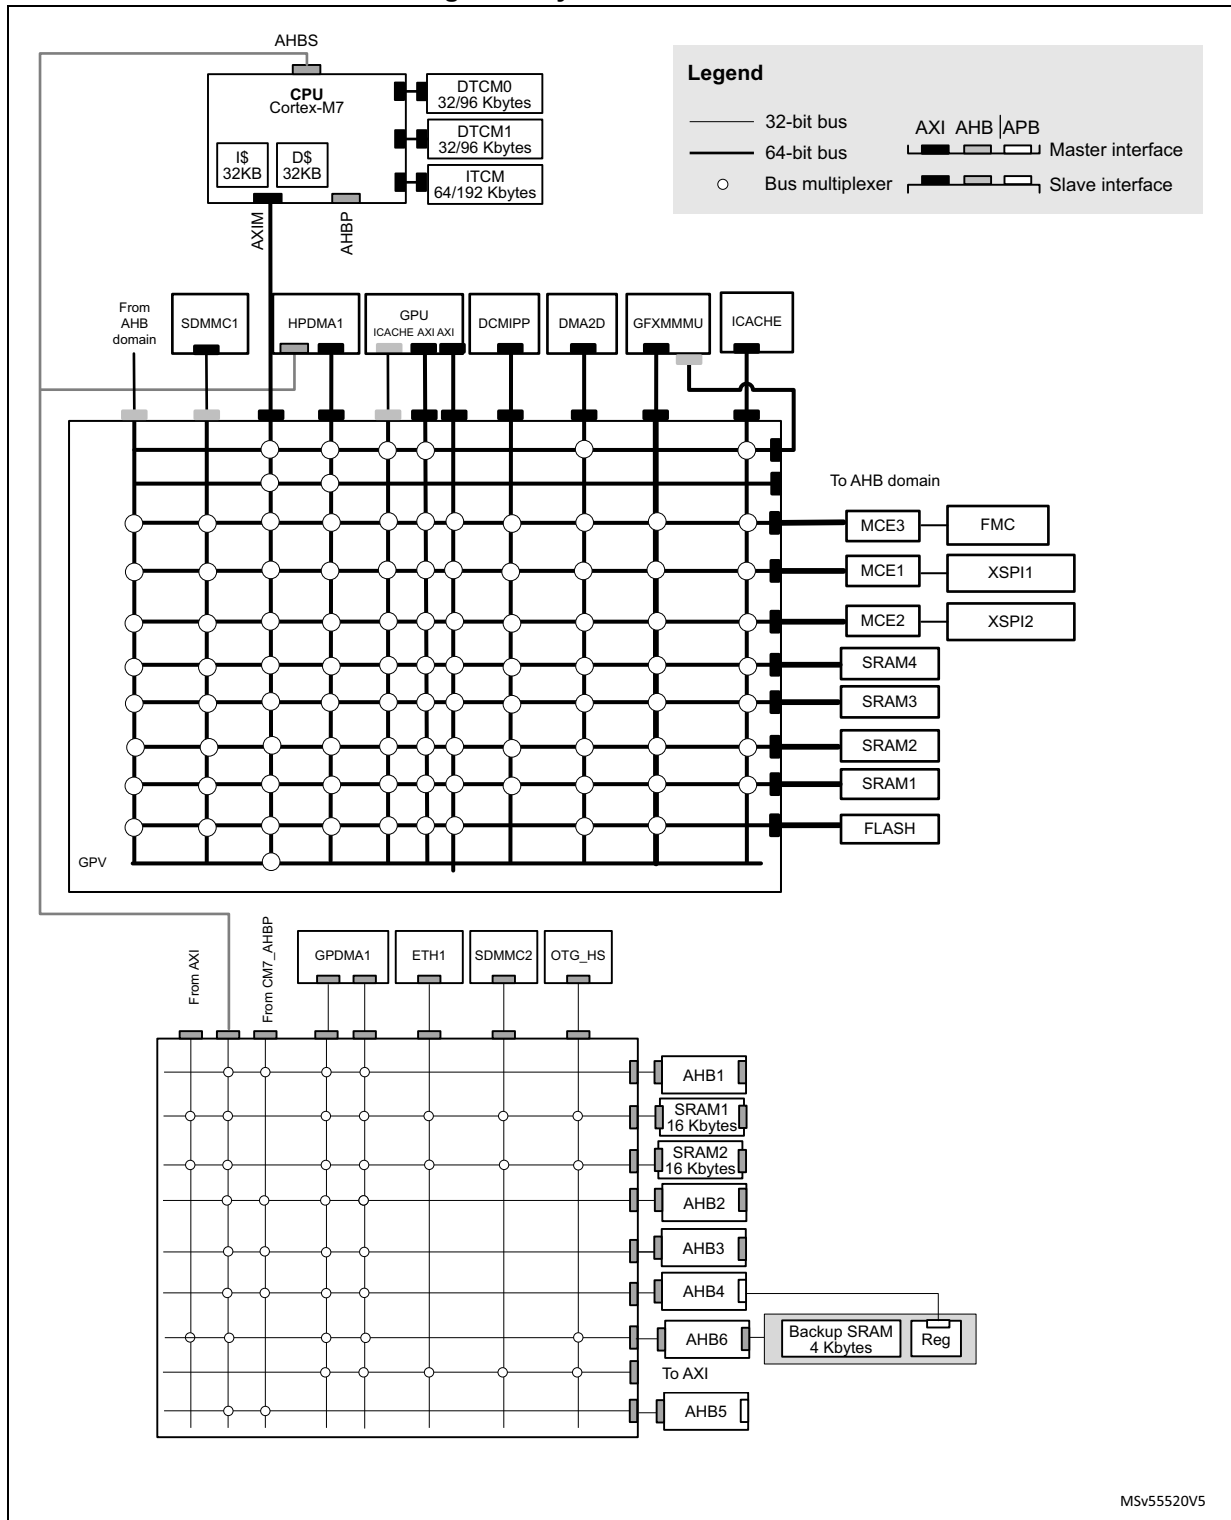 AHBS
CPU
Cortex-M7
I$
32KB
D$
32KB
DTCM0
32/96 Kbytes
DTCM1
32/96 Kbytes
ITCM
64/192 Kbytes
AXIM
AHBP
Legend
32-bit bus
64-bit bus
Bus multiplexer
AXI AHB APB
Master interface
Slave interface
From
AHB
domain
SDMMC1
HPDMA1
GPU
ICACHE AXI AXI
DCMIPP
DMA2D
GFXMMMU
ICACHE
To AHB domain
MCE3
FMC
MCE1
XSPI1
MCE2
XSPI2
SRAM4
SRAM3
SRAM2
SRAM1
FLASH
GPV
From AXI
From CM7_AHBP
GPDMA1
ETH1
SDMMC2
OTG_HS
AHB1
SRAM1
16 Kbytes
SRAM2
16 Kbytes
AHB2
AHB3
AHB4
AHB6
Backup SRAM
4 Kbytes
Reg
To AXI
AHB5
MSv55520V5